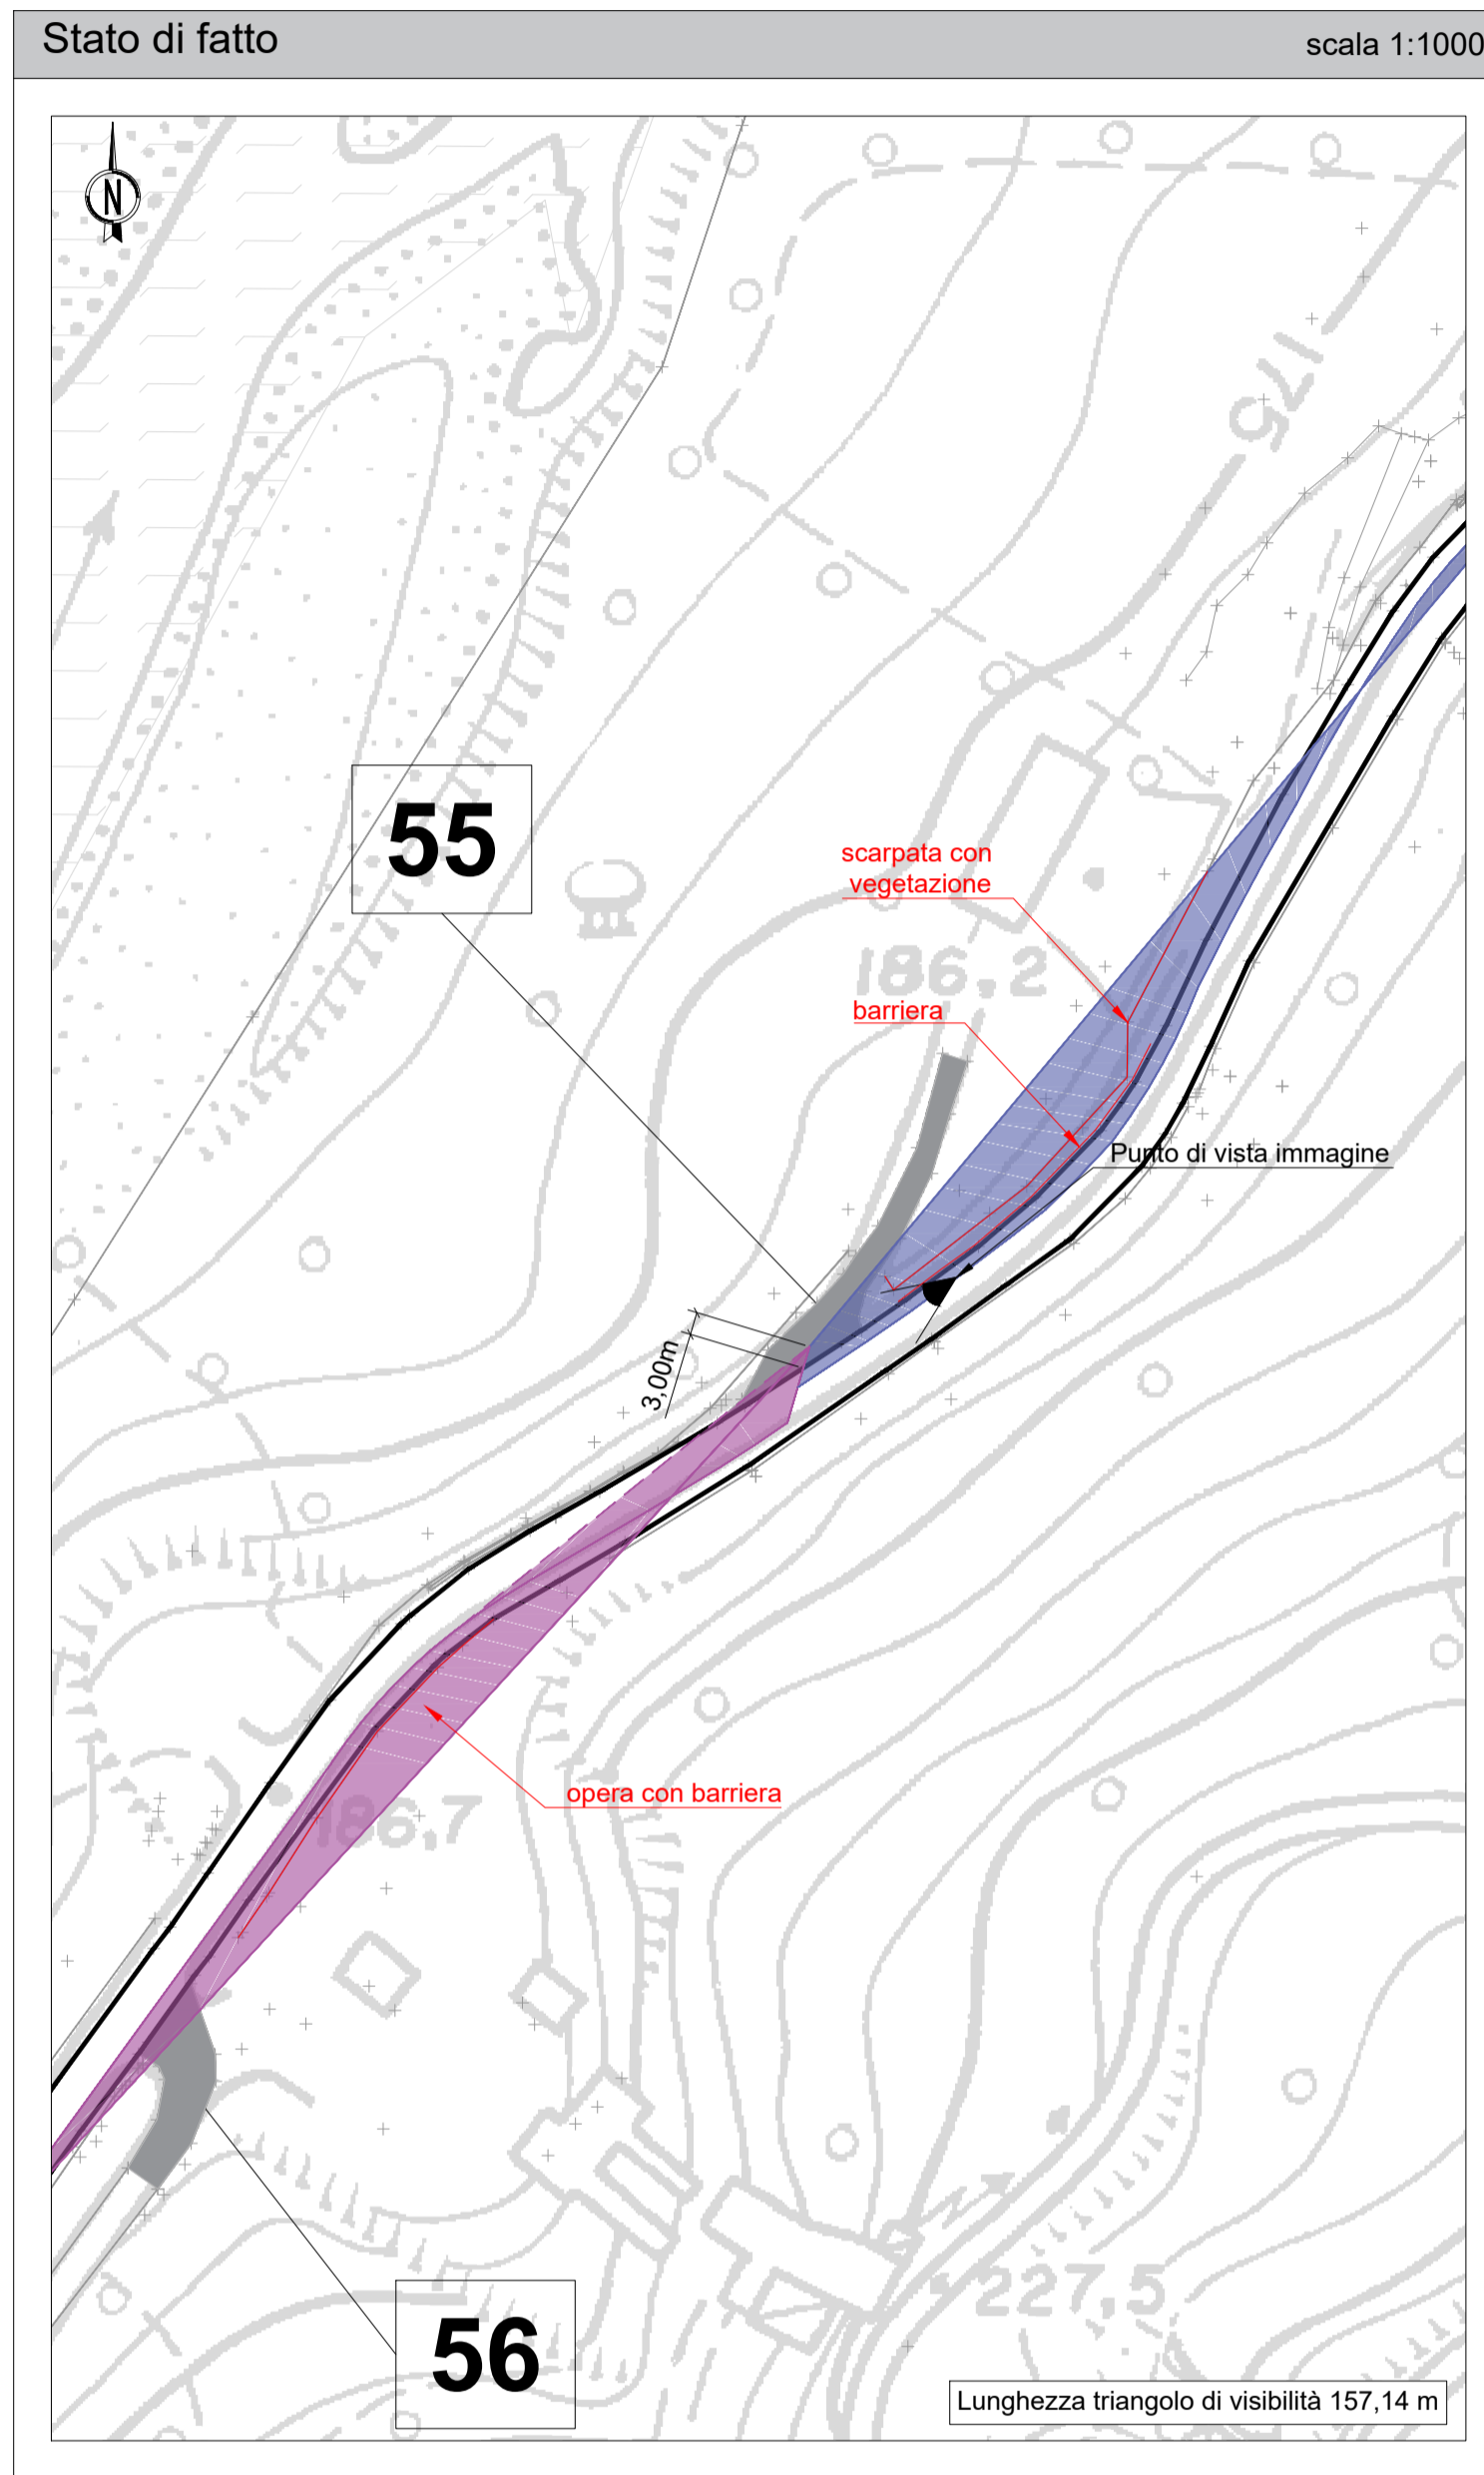 Stato di fatto
scala 1:1000
N
175
55
scarpata con
vegetazione
186.2
barriera
Punto di vista immagine
3,00m
opera con barriera
186,7
56
227,5
Lunghezza triangolo di visibilità 157,14 m